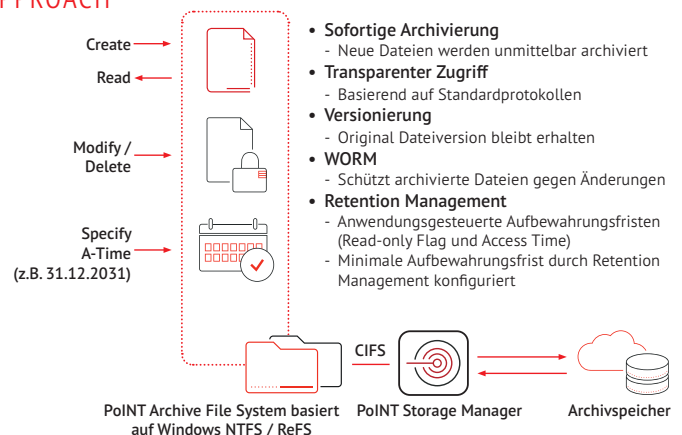 APPROACH
Create
Read
Modify /
Delete
Specify
A-Time
(z.B. 31.12.2031)
• Sofortige Archivierung
- Neue Dateien werden unmittelbar archiviert
• Transparenter Zugriff
- Basierend auf Standardprotokollen
• Versionierung
- Original Dateiversion bleibt erhalten
• WORM
- Schützt archivierte Dateien gegen Änderungen
• Retention Management
- Anwendungsgesteuerte Aufbewahrungsfristen
(Read-only Flag und Access Time)
- Minimale Aufbewahrungsfrist durch Retention
Management konfiguriert
CIFS
PoINT Archive File System basiert
auf Windows NTFS / ReFS
PoINT Storage Manager
Archivspeicher